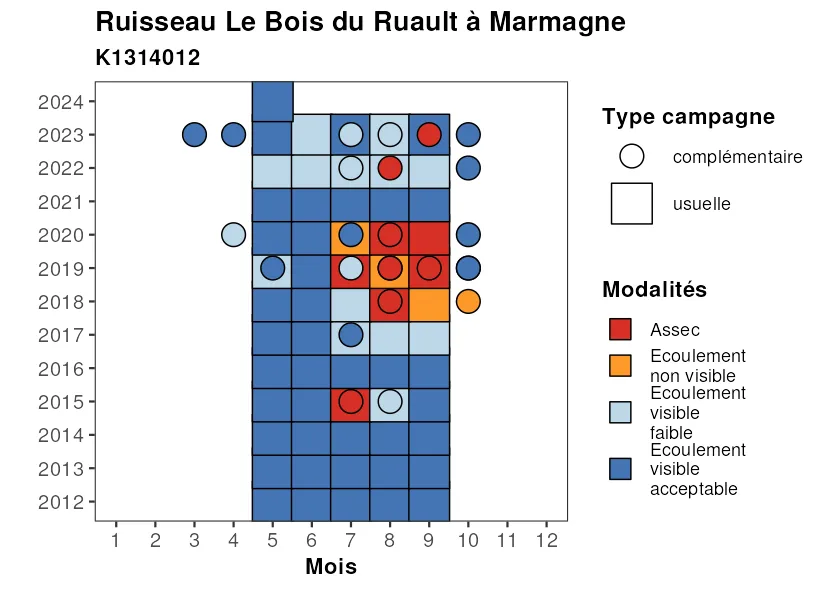 Ruisseau Le Bois du Ruault à Marmagne
K1314012
2024
2023
2022
2021
2020
2019
2018
2017
2016
2015
2014
2013
2012
1 2 3 4 5 6 7 8 9 10 11 12
Mois
Type campagne
complémentaire
usuelle
Modalités
Assec
Ecoulement
non visible
Ecoulement
visible
faible
Ecoulement
visible
acceptable